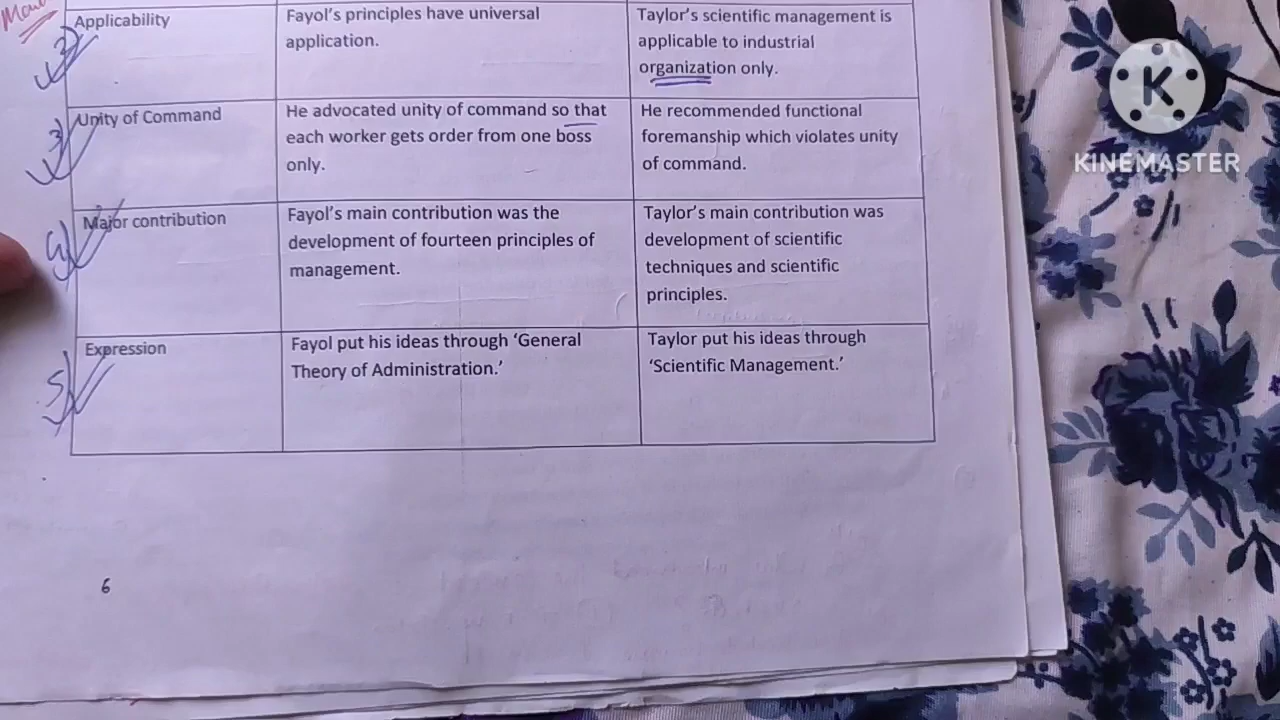 Applicability
Fayol's principles have universal
application.
Taylor's scientific management is
applicable to industrial
organization only.
2)
Unity of Command
He advocated unity of command so that
each worker gets order from one boss
only.
He recommended functional
foremanship which violates unity
of command.
3)
Major contribution
Fayol's main contribution was the
development of fourteen principles of
management.
Taylor's main contribution was
development of scientific
techniques and scientific
principles.
4)
Expression
Fayol put his ideas through 'General
Theory of Administration.'
Taylor put his ideas through
'Scientific Management.'
5)
6
K
KINEMASTER